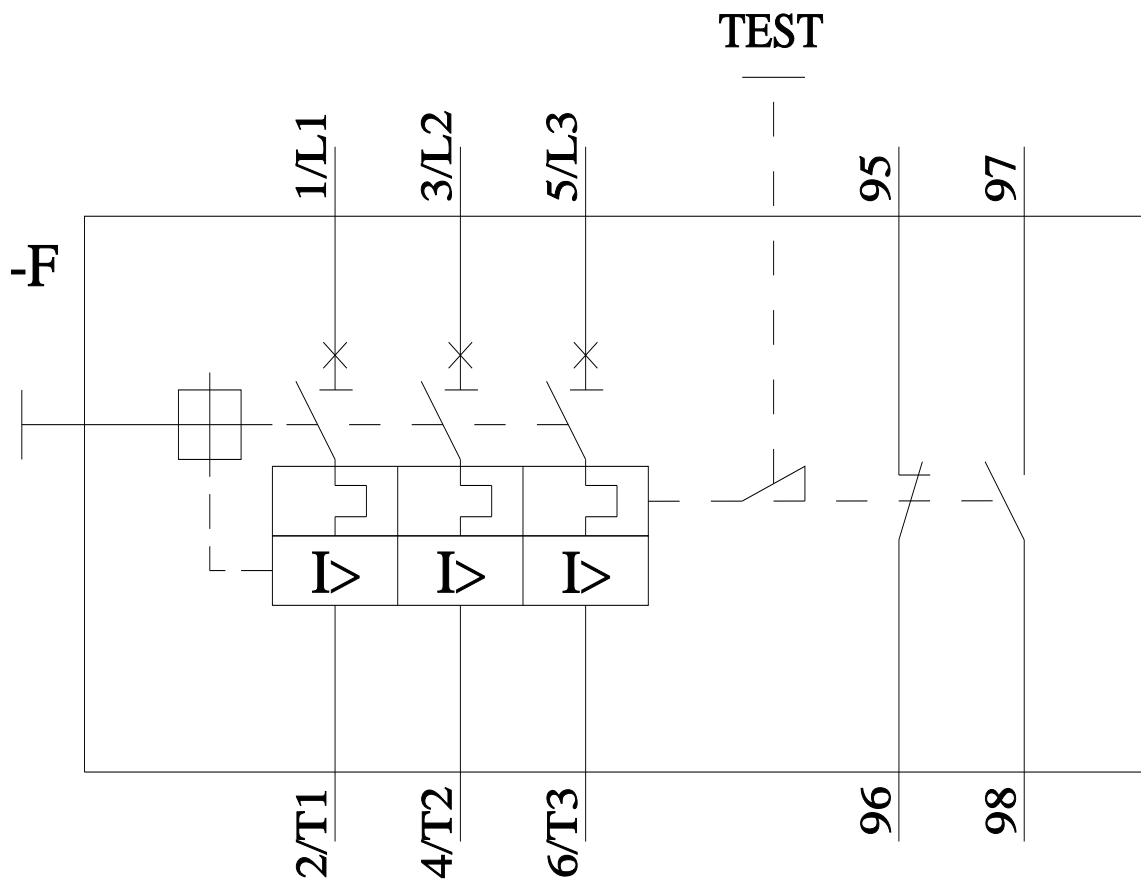 TEST
1/L1
3/L2
5/L3
95
97
-F
I>
I>
I>
2/T1
4/T2
6/T3
96
98